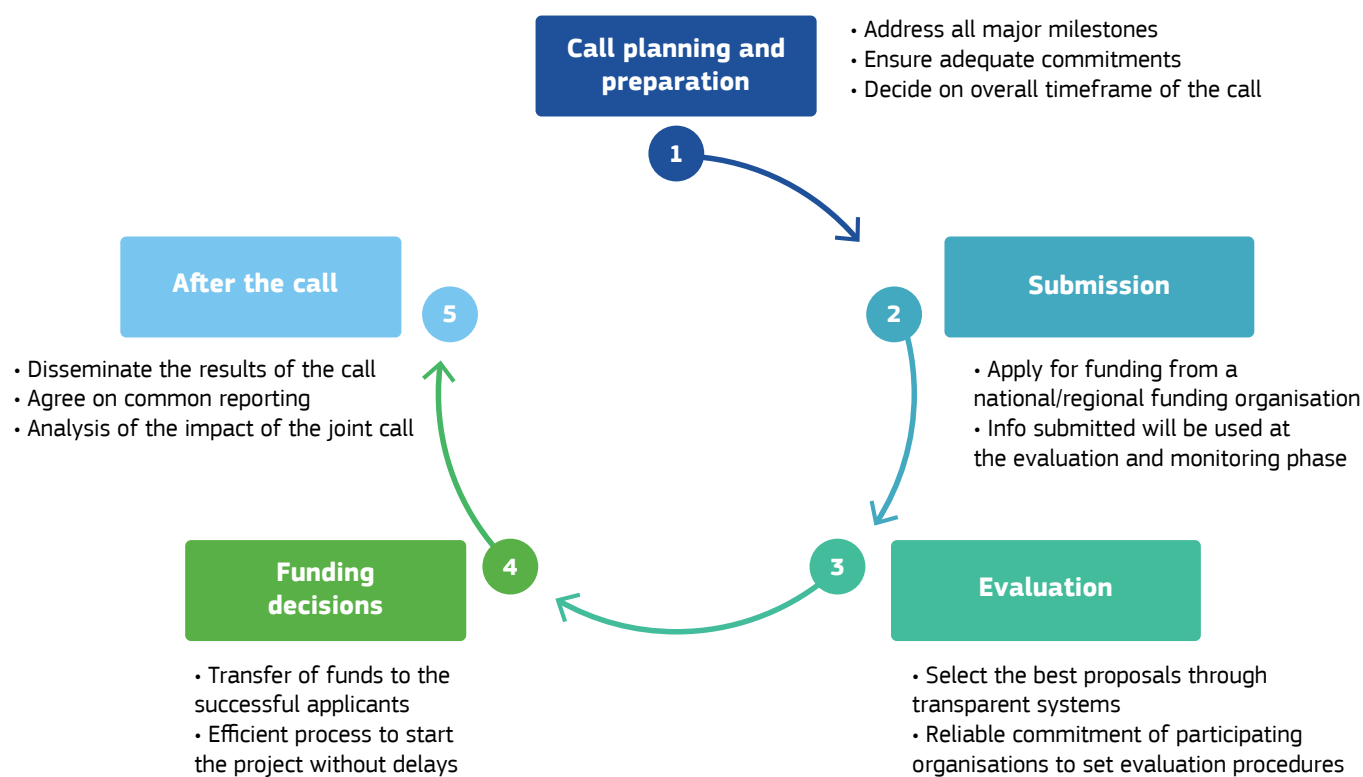 Call planning and
preparation
• Address all major milestones
• Ensure adequate commitments
• Decide on overall timeframe of the call
1
Submission
2
• Apply for funding from a
national/regional funding organisation
• Info submitted will be used at
the evaluation and monitoring phase
Evaluation
3
• Select the best proposals through
transparent systems
• Reliable commitment of participating
organisations to set evaluation procedures
Funding
decisions
4
• Transfer of funds to the
successful applicants
• Efficient process to start
the project without delays
After the call
5
• Disseminate the results of the call
• Agree on common reporting
• Analysis of the impact of the joint call